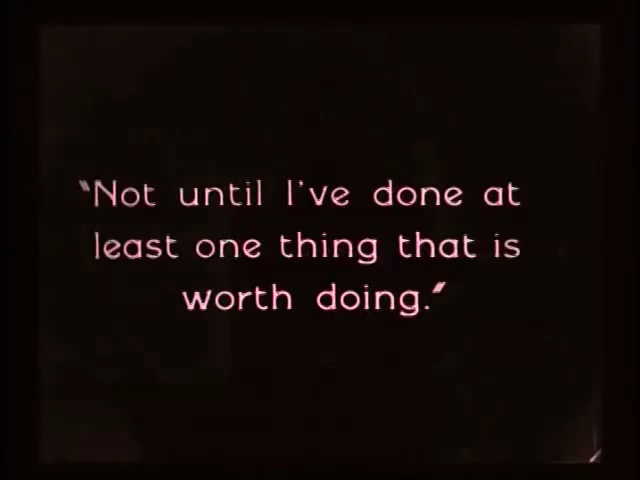 "Not until I've done at
least one thing that is
worth doing."